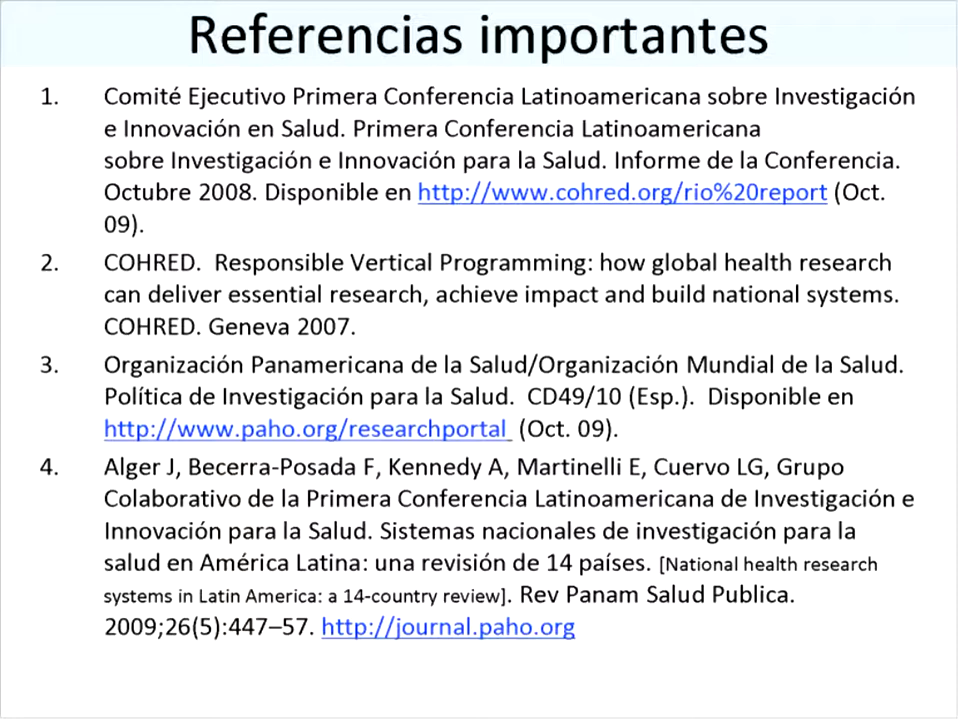 Referencias importantes
1. Comité Ejecutivo Primera Conferencia Latinoamericana sobre Investigación
e Innovación en Salud. Primera Conferencia Latinoamericana
sobre Investigación e Innovación para la Salud. Informe de la Conferencia.
Octubre 2008. Disponible en http://www.cohred.org/rio%20report (Oct.
09).
2. COHRED. Responsible Vertical Programming: how global health research
can deliver essential research, achieve impact and build national systems.
COHRED. Geneva 2007.
3. Organización Panamericana de la Salud/Organización Mundial de la Salud.
Política de Investigación para la Salud. CD49/10 (Esp.). Disponible en
http://www.paho.org/researchportal (Oct. 09).
4. Alger J, Becerra-Posada F, Kennedy A, Martinelli E, Cuervo LG, Grupo
Colaborativo de la Primera Conferencia Latinoamericana de Investigación e
Innovación para la Salud. Sistemas nacionales de investigación para la
salud en América Latina: una revisión de 14 países. [National health research
systems in Latin America: a 14-country review]. Rev Panam Salud Publica.
2009;26(5):447–57. http://journal.paho.org